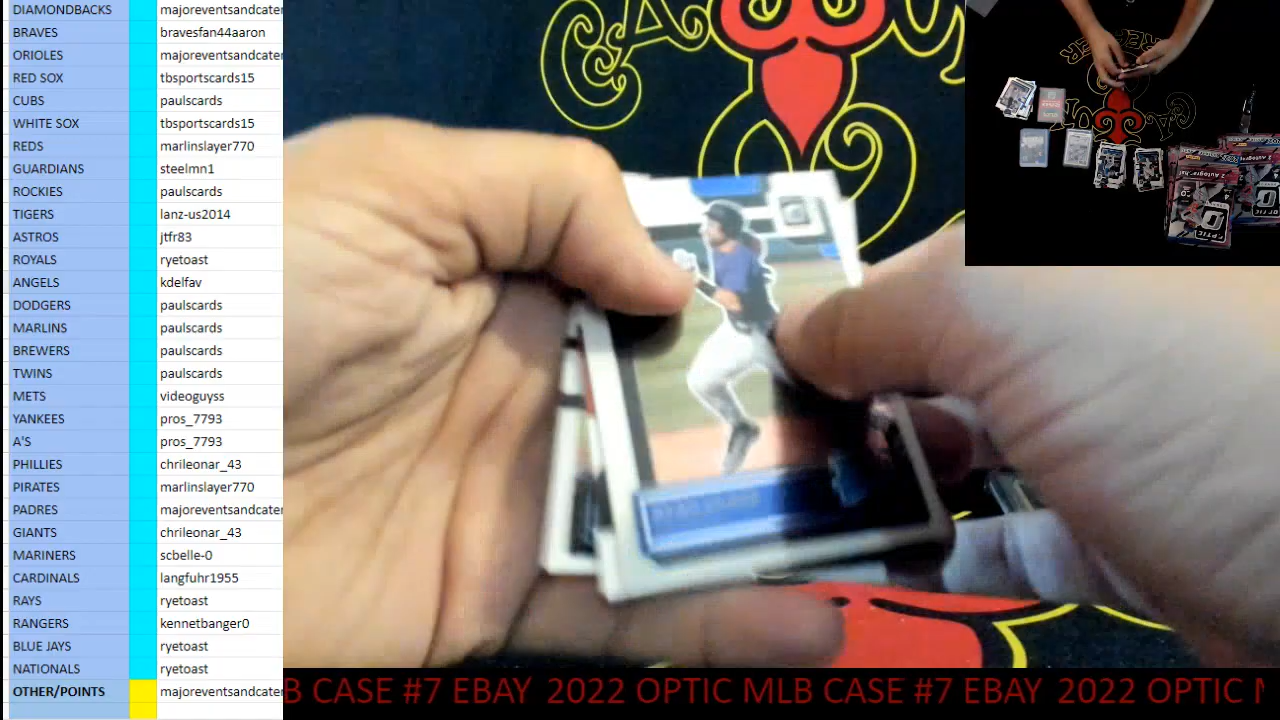 DIAMONDBACKS majoreventsandcater
BRAVES bravesfan44aaron
ORIOLES majoreventsandcater
RED SOX tbsportscards15
CUBS paulscards
WHITE SOX tbsportscards15
REDS marlinslayer770
GUARDIANS steelmn1
ROCKIES paulscards
TIGERS lanz-us2014
ASTROS jtfr83
ROYALS ryetoast
ANGELS kdelfav
DODGERS paulscards
MARLINS paulscards
BREWERS paulscards
TWINS paulscards
METS videoguyss
YANKEES pros_7793
A'S pros_7793
PHILLIES chrileonar_43
PIRATES marlinslayer770
PADRES majoreventsandcater
GIANTS chrileonar_43
MARINERS scbelle-0
CARDINALS langfuhr1955
RAYS ryetoast
RANGERS kennetbanger0
BLUE JAYS ryetoast
NATIONALS ryetoast
OTHER/POINTS majoreventsandcater
B CASE #7 EBAY 2022 OPTIC MLB CASE #7 EBAY 2022 OPTIC